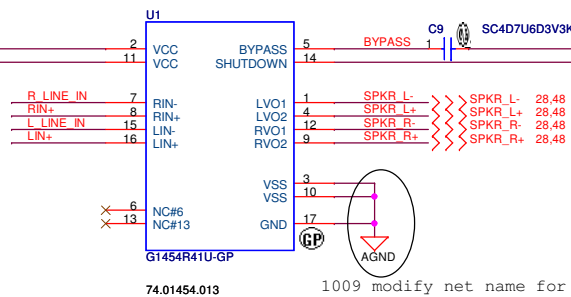 U1
C9 SC4D7U6D3V3K
2 VCC BYPASS 5 BYPASS 1
11 VCC SHUTDOWN 14
R_LINE_IN 7 RIN- LVO1 1 SPKR_L- SPKR_L- 28,48
RIN+ 8 RIN+ LVO2 4 SPKR_L+ SPKR_L+ 28,48
L_LINE_IN 15 LIN- RVO1 12 SPKR_R- SPKR_R- 28,48
LIN+ 16 LIN+ RVO2 9 SPKR_R+ SPKR_R+ 28,48
VSS 3
VSS 10
6 NC#6
13 NC#13 GND 17
GP
G1454R41U-GP AGND
74.01454.013
1009 modify net name for